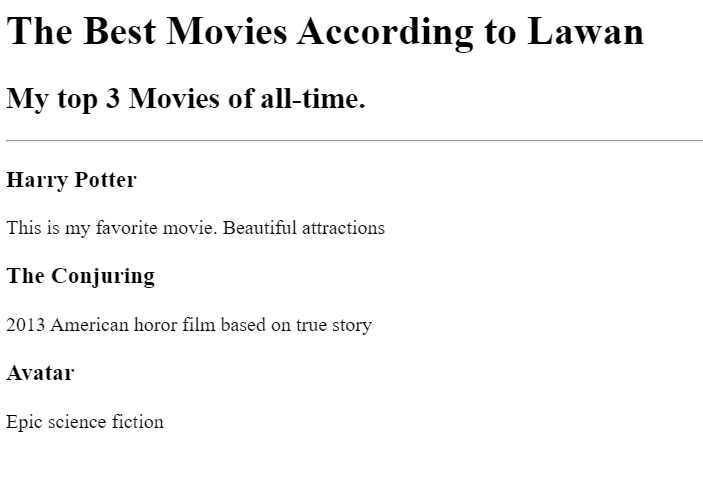 The Best Movies According to Lawan
My top 3 Movies of all-time.
Harry Potter
This is my favorite movie. Beautiful attractions
The Conjuring
2013 American horor film based on true story
Avatar
Epic science fiction